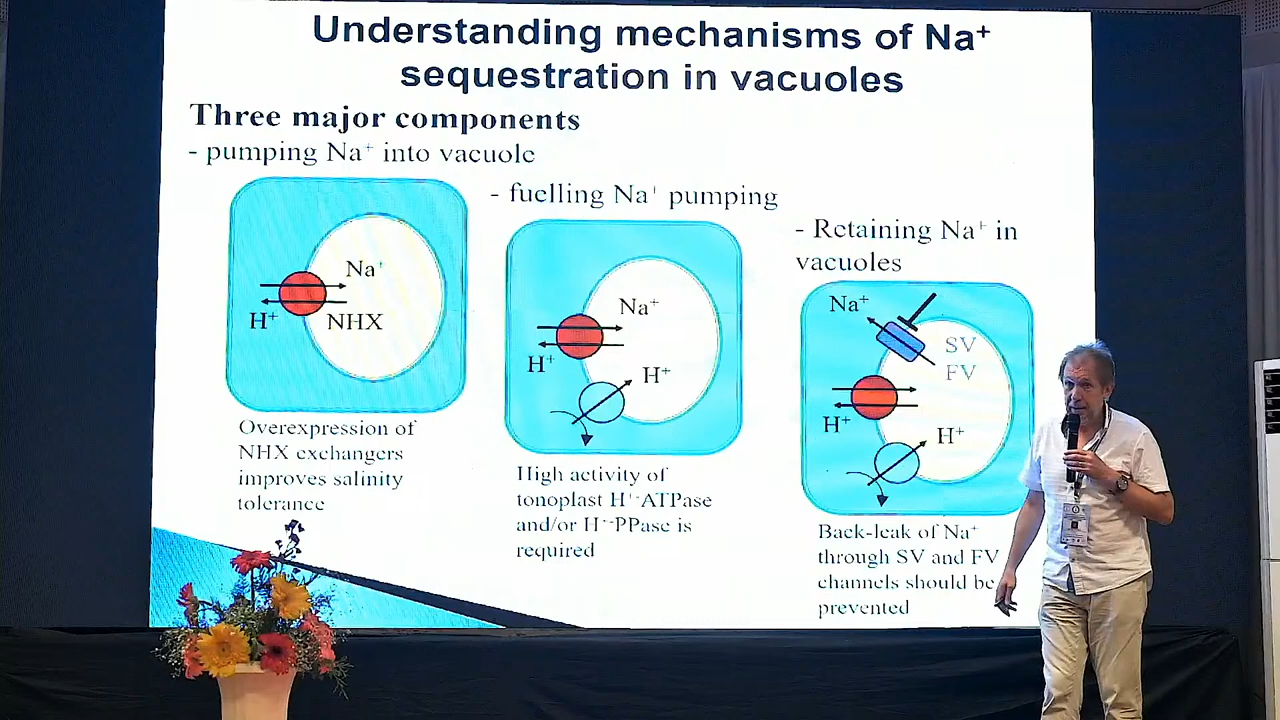 Understanding mechanisms of Na⁺
sequestration in vacuoles
Three major components
- pumping Na⁺ into vacuole
Na⁺
H⁺
NHX
Overexpression of
NHX exchangers
improves salinity
tolerance
- fuelling Na⁺ pumping
Na⁺
H⁺
H⁺
High activity of
tonoplast H⁺-ATPase
and/or H⁺-PPase is
required
- Retaining Na⁺ in
vacuoles
Na⁺
SV
FV
H⁺
H⁺
Back-leak of Na⁺
through SV and FV
channels should be
prevented